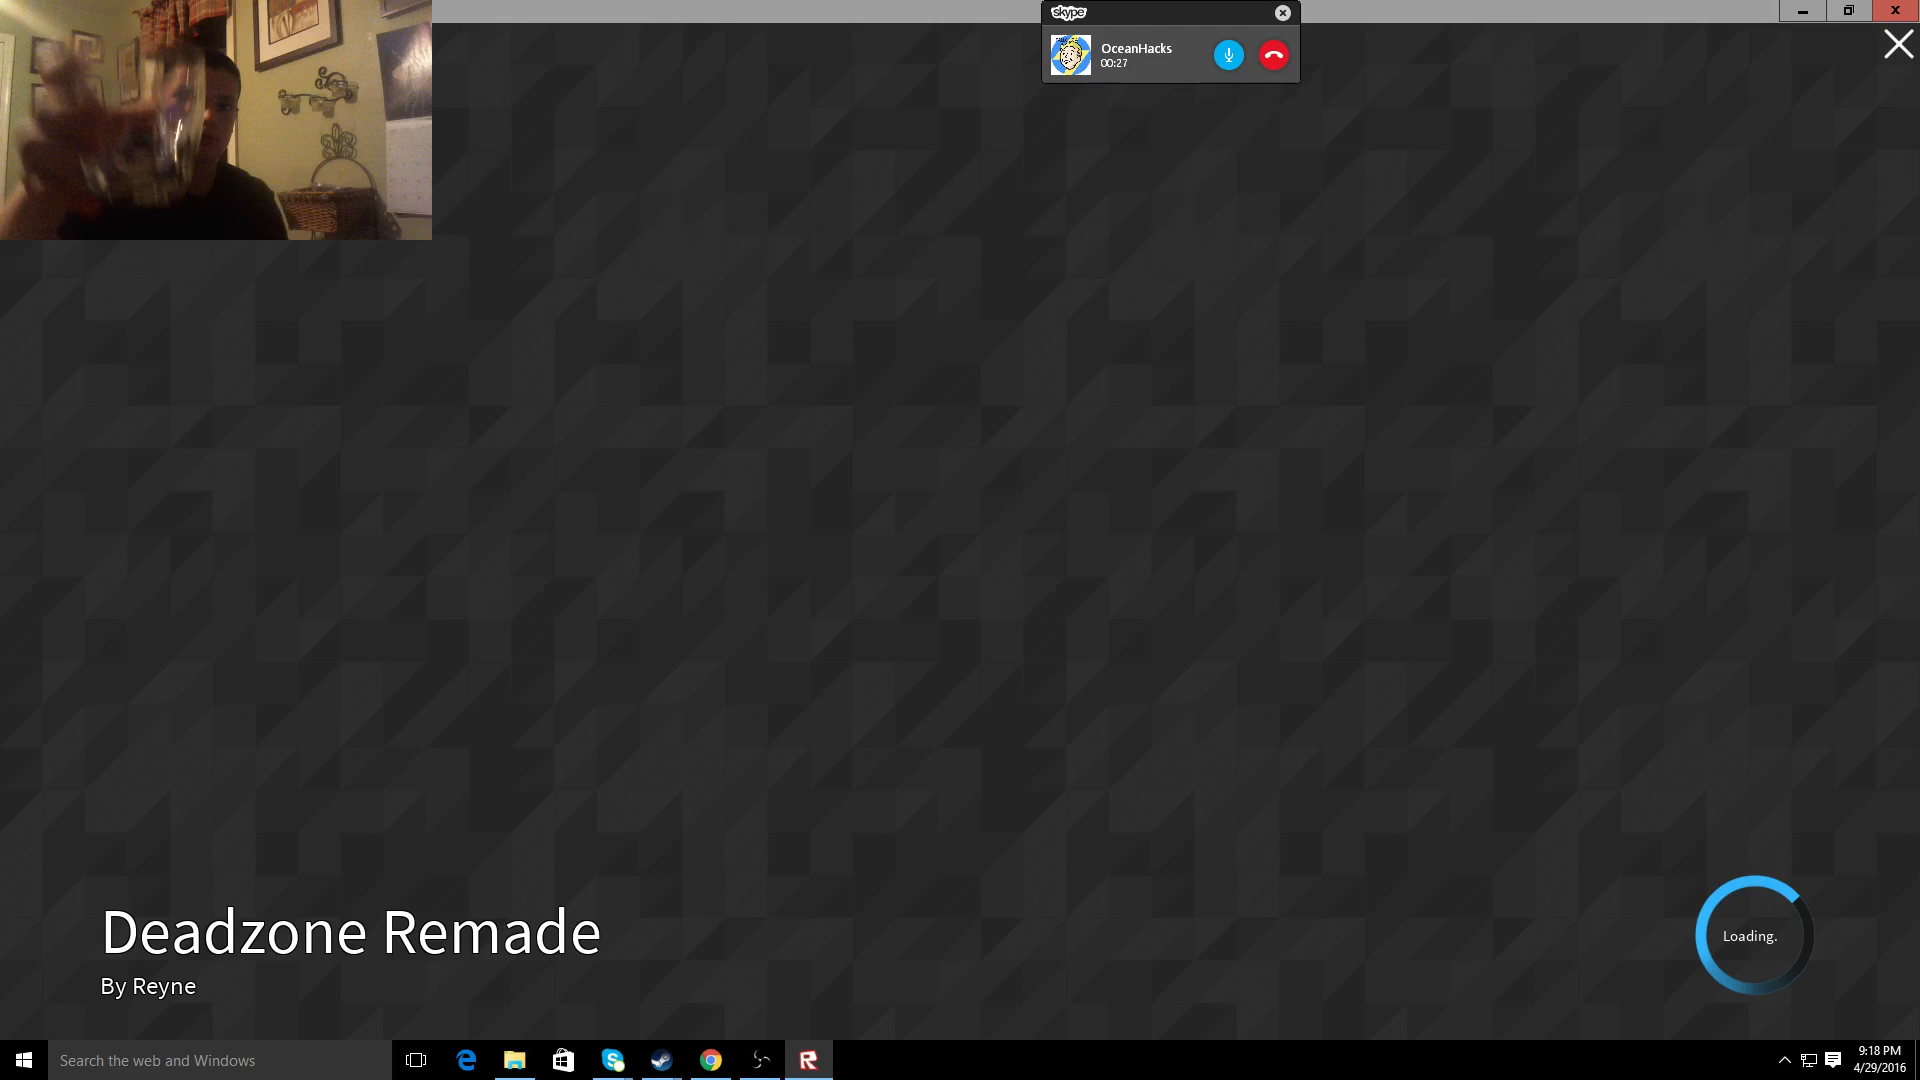 skype
OceanHacks
00:27
Deadzone Remade
By Reyne
Loading.
Search the web and Windows
9:18 PM
4/29/2016